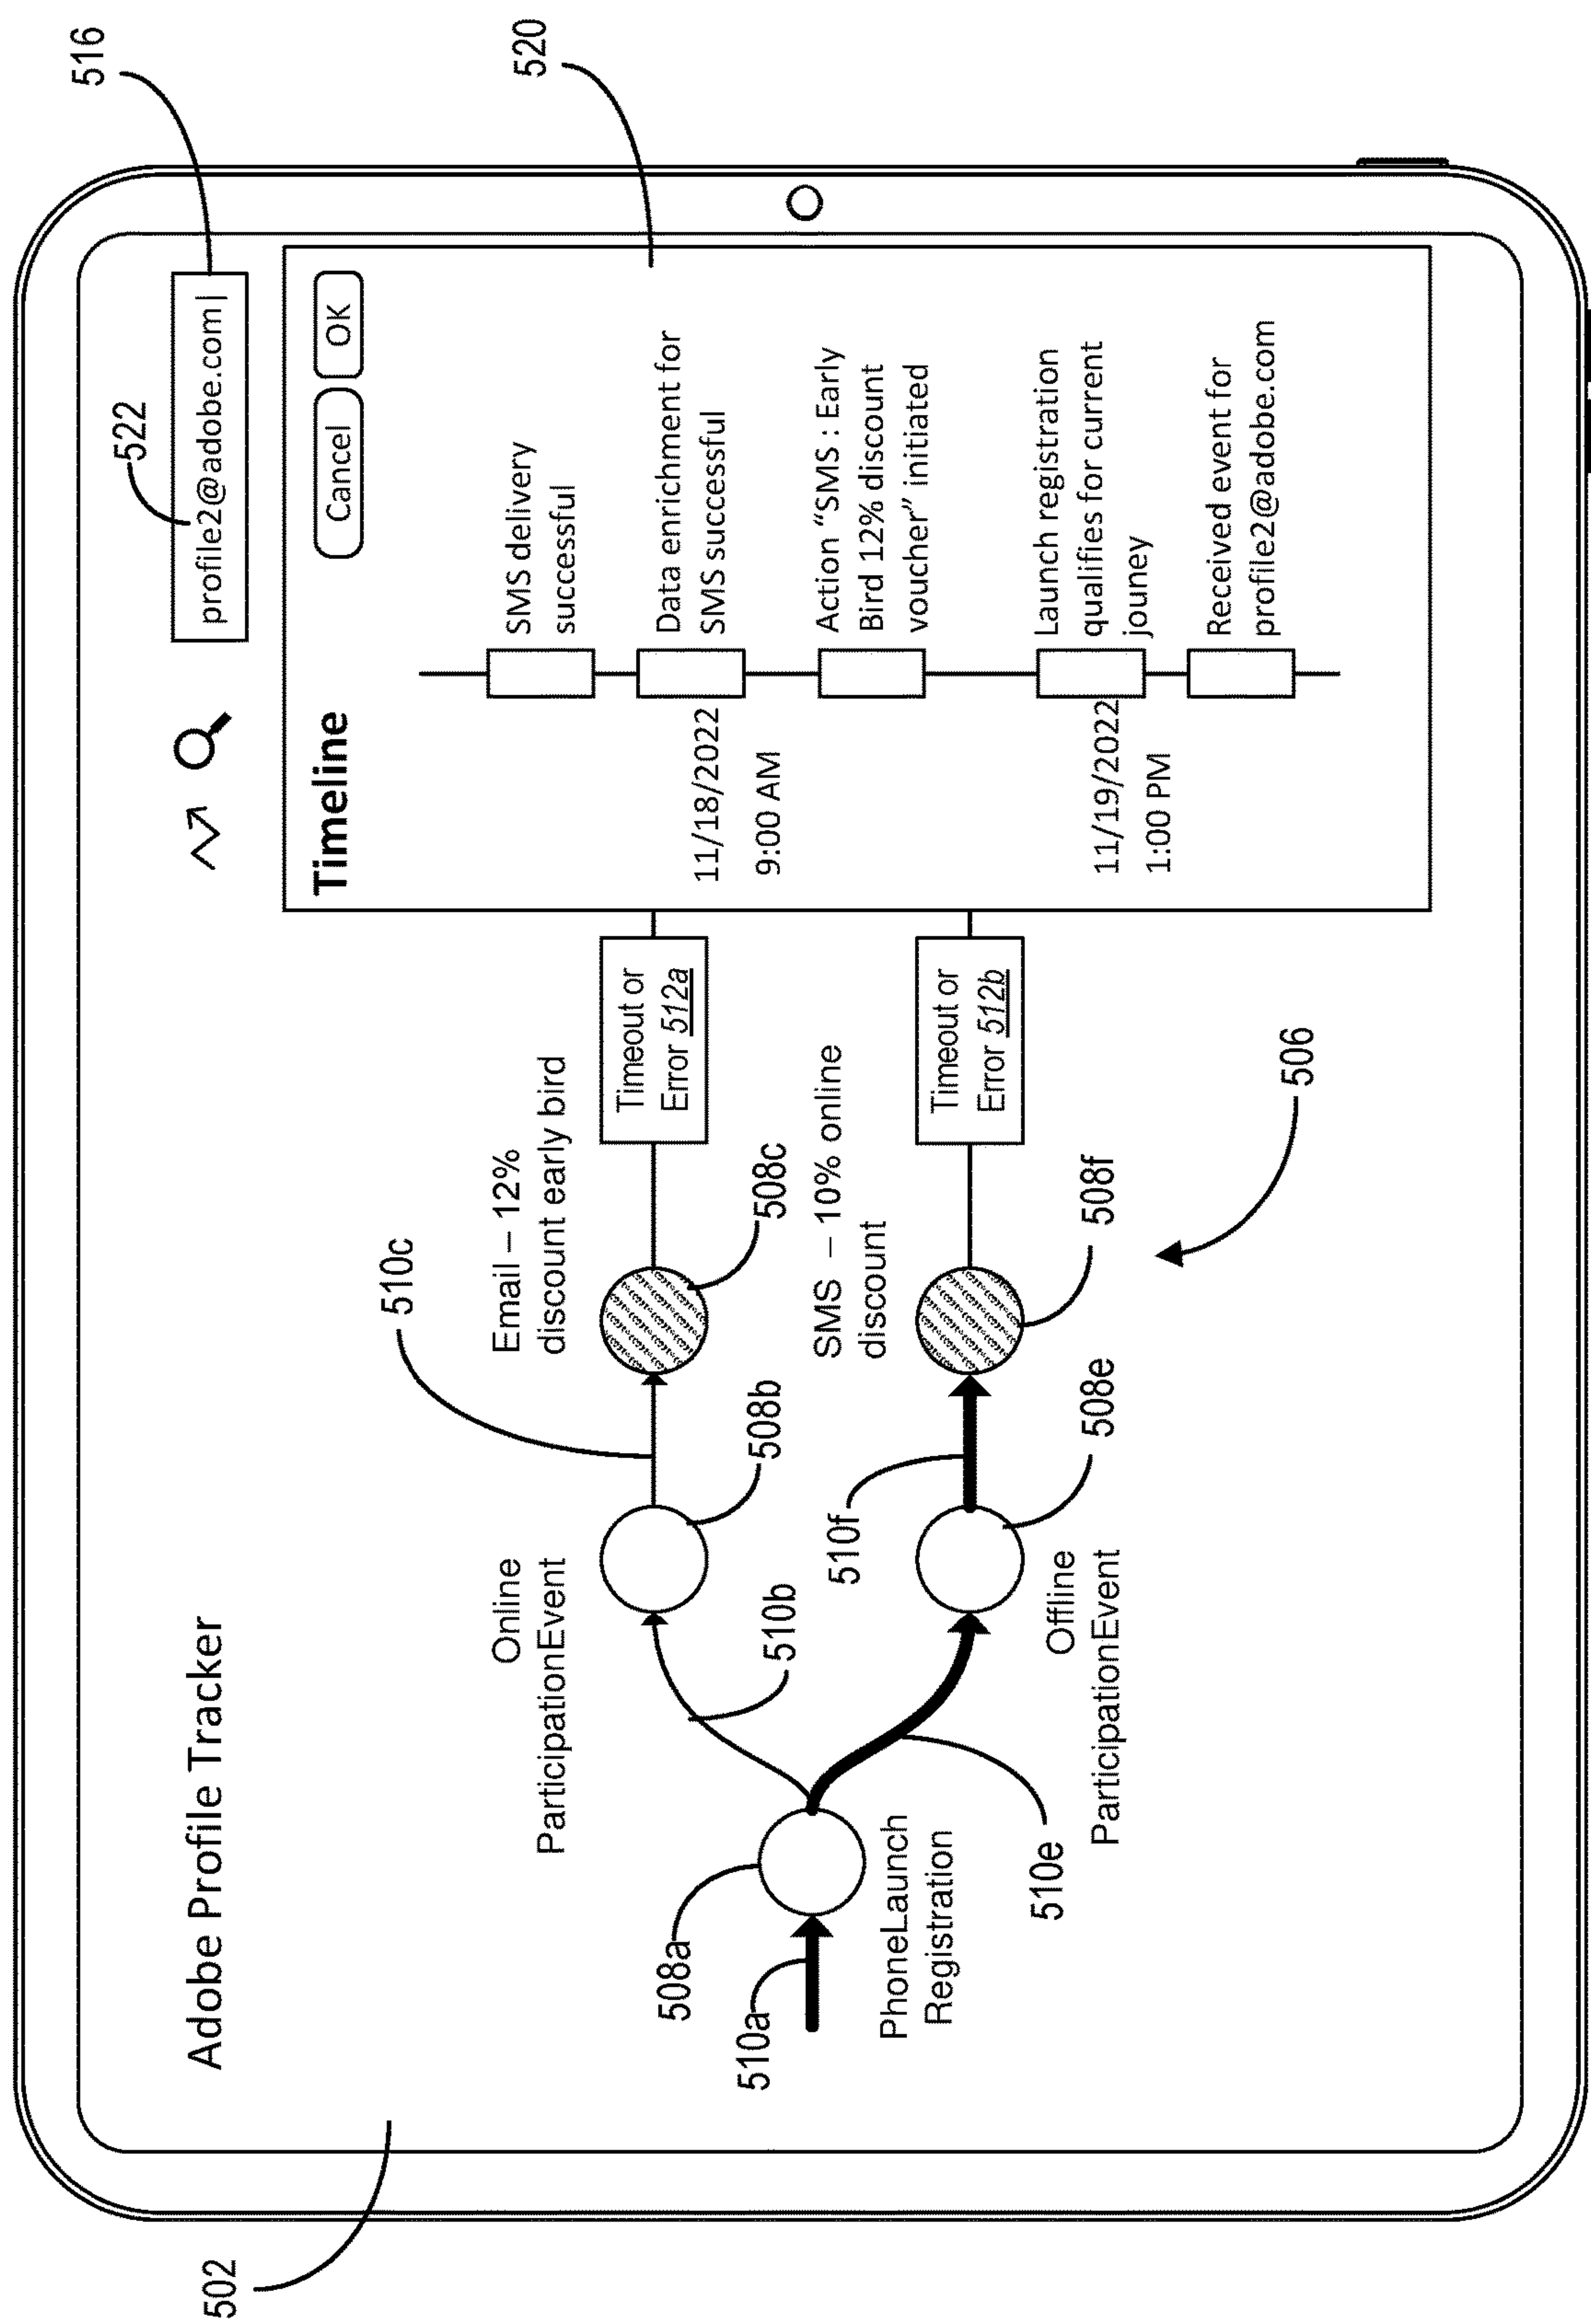 516
520
522
profile2@adobe.com|
Adobe Profile Tracker
Timeline
Cancel
OK
SMS delivery
successful
Data enrichment for
SMS successful
11/18/2022
9:00 AM
Action "SMS : Early
Bird 12% discount
voucher" initiated
Launch registration
qualifies for current
jouney
11/19/2022
1:00 PM
Received event for
profile2@adobe.com
510c
Email – 12%
discount early bird
Online
ParticipationEvent
Timeout or
Error 512a
508c
508b
510b
508a
510a
PhoneLaunch
Registration
SMS – 10% online
discount
510f
Timeout or
Error 512b
508f
508e
510e
Offline
ParticipationEvent
506
502